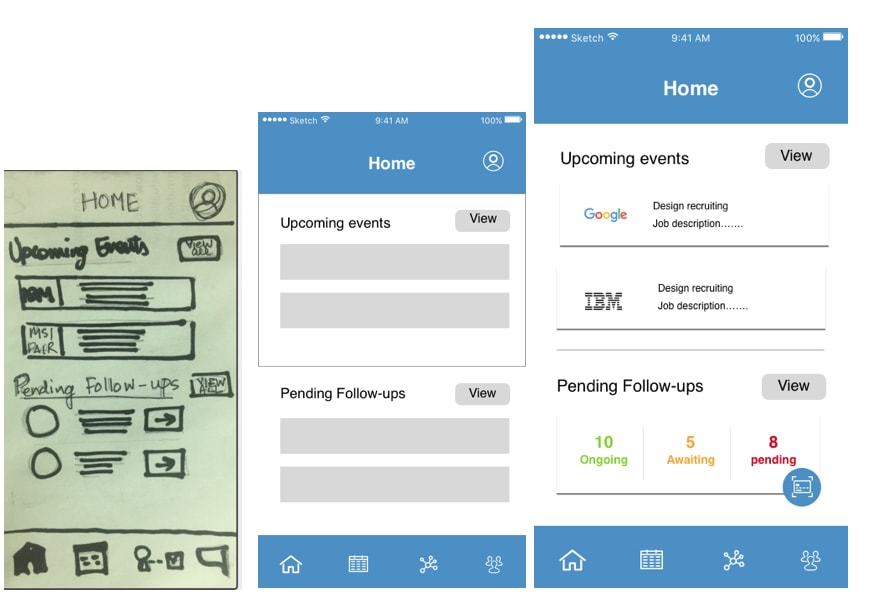 HOME
Upcoming Events
View all
IBM
MS/
FAIR
Pending Follow-ups
VIEW
ALL
Sketch 9:41 AM 100%
Home
Upcoming events View
Pending Follow-ups View
Sketch 9:41 AM 100%
Home
Upcoming events View
Google
Design recruiting
Job description.......
IBM
Design recruiting
Job description.......
Pending Follow-ups View
10 5 8
Ongoing Awaiting pending